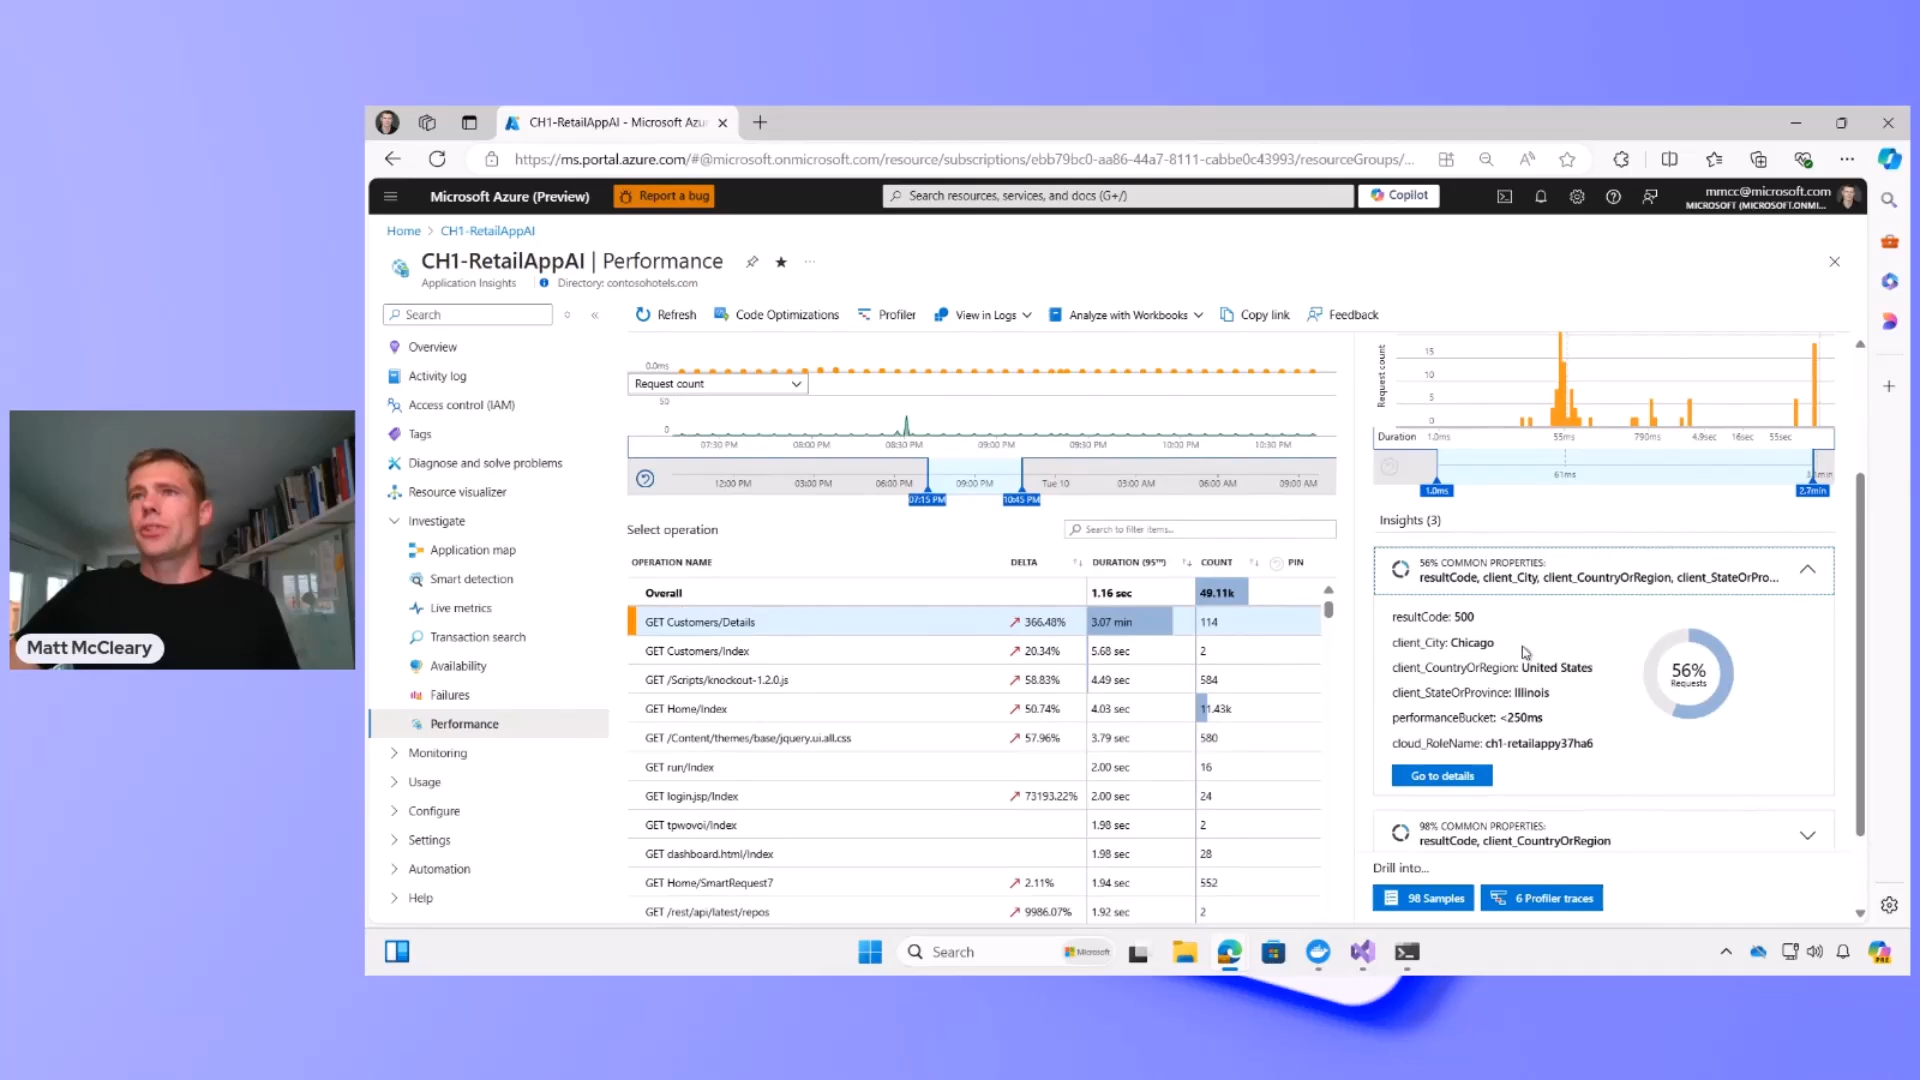 CH1-RetailAppAI - Microsoft Azur
https://ms.portal.azure.com/#@microsoft.onmicrosoft.com/resource/subscriptions/ebb79bc0-aa86-44a7-8111-cabbe0c43993/resourceGroups/...
Microsoft Azure (Preview)
Report a bug
Search resources, services, and docs (G+/)
Copilot
mmcc@microsoft.com
MICROSOFT (MICROSOFT.ONMI...
Home > CH1-RetailAppAI
CH1-RetailAppAI | Performance
Application Insights
Directory: contosohotels.com
Search
Refresh
Code Optimizations
Profiler
View in Logs
Analyze with Workbooks
Copy link
Feedback
Overview
Activity log
Access control (IAM)
Tags
Diagnose and solve problems
Resource visualizer
Investigate
Application map
Smart detection
Live metrics
Transaction search
Availability
Failures
Performance
Monitoring
Usage
Configure
Settings
Automation
Help
0.0ms
Request count
50
0
07:30 PM 08:00 PM 08:30 PM 09:00 PM 09:30 PM 10:00 PM 10:30 PM
12:00 PM 03:00 PM 06:00 PM 09:00 PM Tue 10 03:00 AM 06:00 AM 09:00 AM
07:15 PM 10:45 PM
Select operation
Search to filter items...
OPERATION NAME DELTA DURATION (95TH) COUNT PIN
Overall 1.16 sec 49.11k
GET Customers/Details 366.48% 3.07 min 114
GET Customers/Index 20.34% 5.68 sec 2
GET /Scripts/knockout-1.2.0.js 58.83% 4.49 sec 584
GET Home/Index 50.74% 4.03 sec 11.43k
GET /Content/themes/base/jquery.ui.all.css 57.96% 3.79 sec 580
GET run/Index 2.00 sec 16
GET login.jsp/Index 73193.22% 2.00 sec 24
GET tpwovoi/Index 1.98 sec 2
GET dashboard.html/Index 1.98 sec 28
GET Home/SmartRequest7 2.11% 1.94 sec 552
GET /rest/api/latest/repos 9986.07% 1.92 sec 2
Request count
15
10
5
0
Duration 1.0ms 55ms 790ms 4.9sec 16sec 55sec
61ms
1.0ms 2.7min
Insights (3)
56% COMMON PROPERTIES:
resultCode, client_City, client_CountryOrRegion, client_StateOrPro...
resultCode: 500
client_City: Chicago
client_CountryOrRegion: United States
client_StateOrProvince: Illinois
performanceBucket: <250ms
cloud_RoleName: ch1-retailappy37ha6
56%
Requests
Go to details
98% COMMON PROPERTIES:
resultCode, client_CountryOrRegion
Drill into...
98 Samples
6 Profiler traces
Matt McCleary
Search
Microsoft
PRE